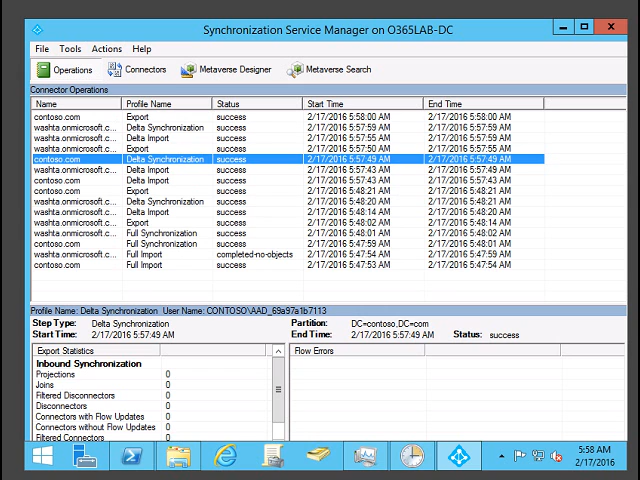 Synchronization Service Manager on O365LAB-DC
File Tools Actions Help
Operations Connectors Metaverse Designer Metaverse Search
Connector Operations
Name Profile Name Status Start Time End Time
contoso.com Export success 2/17/2016 5:58:00 AM 2/17/2016 5:58:00 AM
washta.onmicrosoft.c... Delta Synchronization success 2/17/2016 5:57:59 AM 2/17/2016 5:57:59 AM
washta.onmicrosoft.c... Delta Import success 2/17/2016 5:57:55 AM 2/17/2016 5:57:59 AM
washta.onmicrosoft.c... Export success 2/17/2016 5:57:50 AM 2/17/2016 5:57:55 AM
contoso.com Delta Synchronization success 2/17/2016 5:57:49 AM 2/17/2016 5:57:49 AM
washta.onmicrosoft.c... Delta Import success 2/17/2016 5:57:43 AM 2/17/2016 5:57:49 AM
contoso.com Delta Import success 2/17/2016 5:57:43 AM 2/17/2016 5:57:43 AM
contoso.com Export success 2/17/2016 5:48:21 AM 2/17/2016 5:48:21 AM
washta.onmicrosoft.c... Delta Synchronization success 2/17/2016 5:48:20 AM 2/17/2016 5:48:21 AM
washta.onmicrosoft.c... Delta Import success 2/17/2016 5:48:14 AM 2/17/2016 5:48:20 AM
washta.onmicrosoft.c... Export success 2/17/2016 5:48:02 AM 2/17/2016 5:48:14 AM
washta.onmicrosoft.c... Full Synchronization success 2/17/2016 5:48:01 AM 2/17/2016 5:48:02 AM
contoso.com Full Synchronization success 2/17/2016 5:47:59 AM 2/17/2016 5:48:01 AM
washta.onmicrosoft.c... Full Import completed-no-objects 2/17/2016 5:47:54 AM 2/17/2016 5:47:59 AM
contoso.com Full Import success 2/17/2016 5:47:53 AM 2/17/2016 5:47:54 AM
Profile Name: Delta Synchronization User Name: CONTOSO\AAD_69a97a1b7113
Step Type: Delta Synchronization Partition: DC=contoso,DC=com
Start Time: 2/17/2016 5:57:49 AM End Time: 2/17/2016 5:57:49 AM Status: success
Export Statistics Flow Errors
Inbound Synchronization
Projections 0
Joins 0
Filtered Disconnectors 0
Disconnectors 0
Connectors with Flow Updates 0
Connectors without Flow Updates 0
Filtered Connectors 0
5:58 AM
2/17/2016